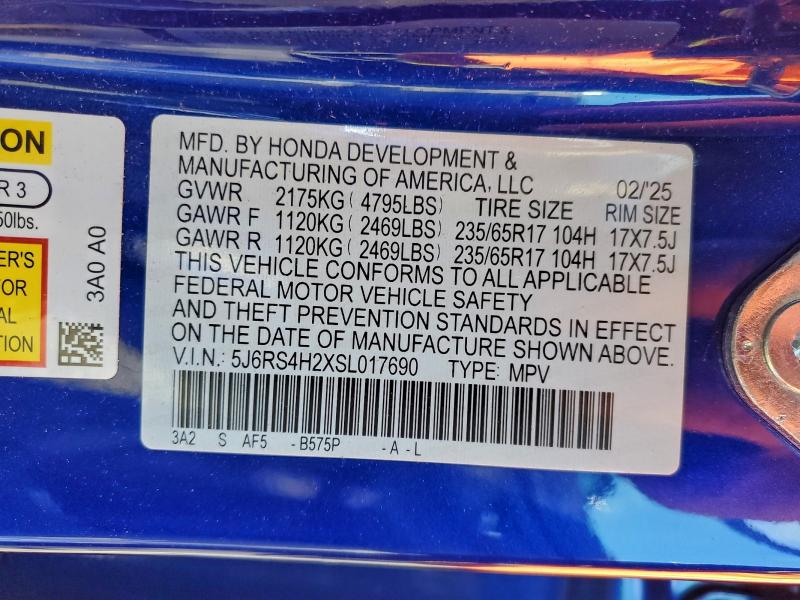 MFD. BY HONDA DEVELOPMENT &
MANUFACTURING OF AMERICA, LLC 02/'25
GVWR 2175KG ( 4795LBS) TIRE SIZE RIM SIZE
GAWR F 1120KG ( 2469LBS) 235/65R17 104H 17X7.5J
GAWR R 1120KG ( 2469LBS) 235/65R17 104H 17X7.5J
THIS VEHICLE CONFORMS TO ALL APPLICABLE
FEDERAL MOTOR VEHICLE SAFETY
AND THEFT PREVENTION STANDARDS IN EFFECT
ON THE DATE OF MANUFACTURE SHOWN ABOVE.
V.I.N.: 5J6RS4H2XSL017690 TYPE: MPV
3A2 S AF5 - B575P - A - L
ON
R 3
50lbs.
ER'S
FOR
AL
TION
3A0 A0